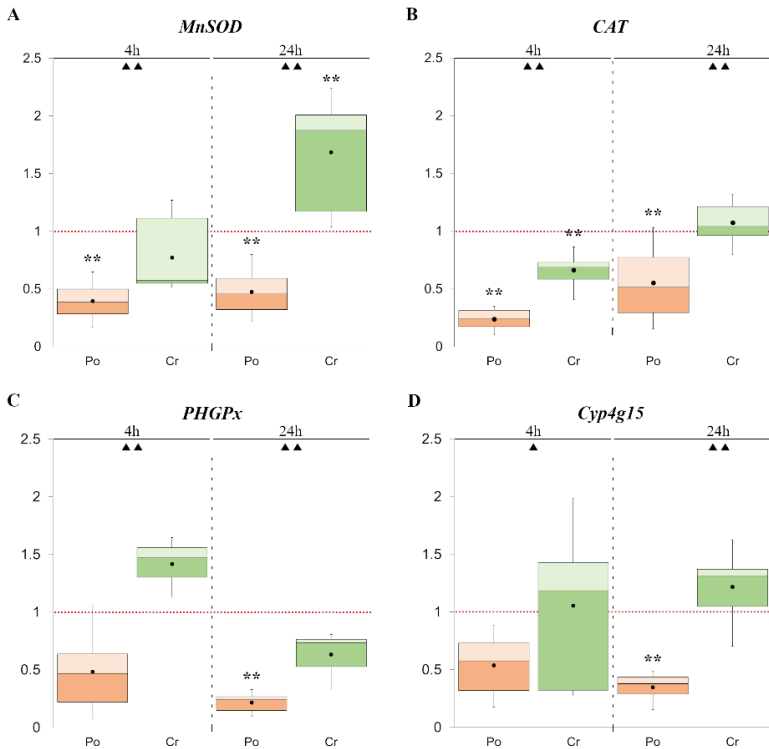 A
MnSOD
4h 24h
▲▲ ▲▲
2.5
2
1.5
1
0.5
0
** ** **
Po Cr Po Cr
B
CAT
4h 24h
▲▲ ▲▲
2.5
2
1.5
1
0.5
0
** ** **
Po Cr Po Cr
C
PHGPx
4h 24h
▲▲ ▲▲
2.5
2
1.5
1
0.5
0
**
Po Cr Po Cr
D
Cyp4g15
4h 24h
▲ ▲▲
2.5
2
1.5
1
0.5
0
**
Po Cr Po Cr